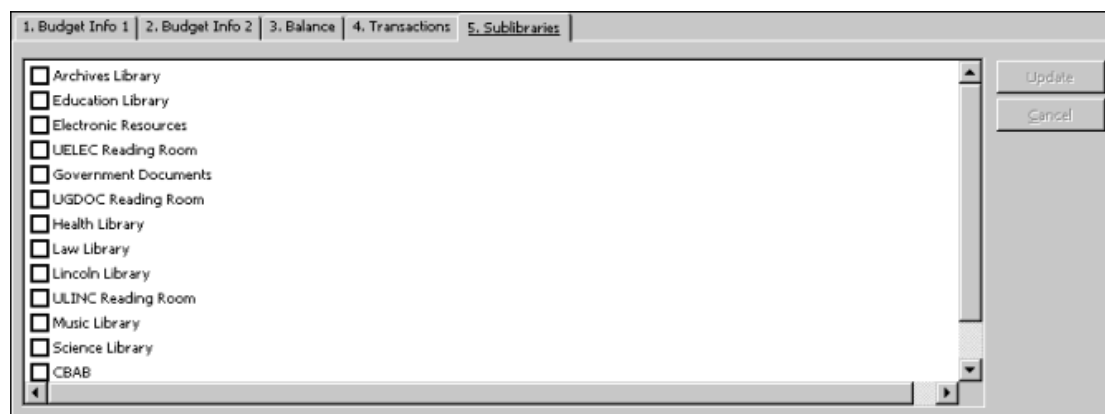 1. Budget Info 1 2. Budget Info 2 3. Balance 4. Transactions 5. Sublibraries
Archives Library
Update
Education Library
Cancel
Electronic Resources
UELEC Reading Room
Government Documents
UGDOC Reading Room
Health Library
Law Library
Lincoln Library
ULINC Reading Room
Music Library
Science Library
CBAB